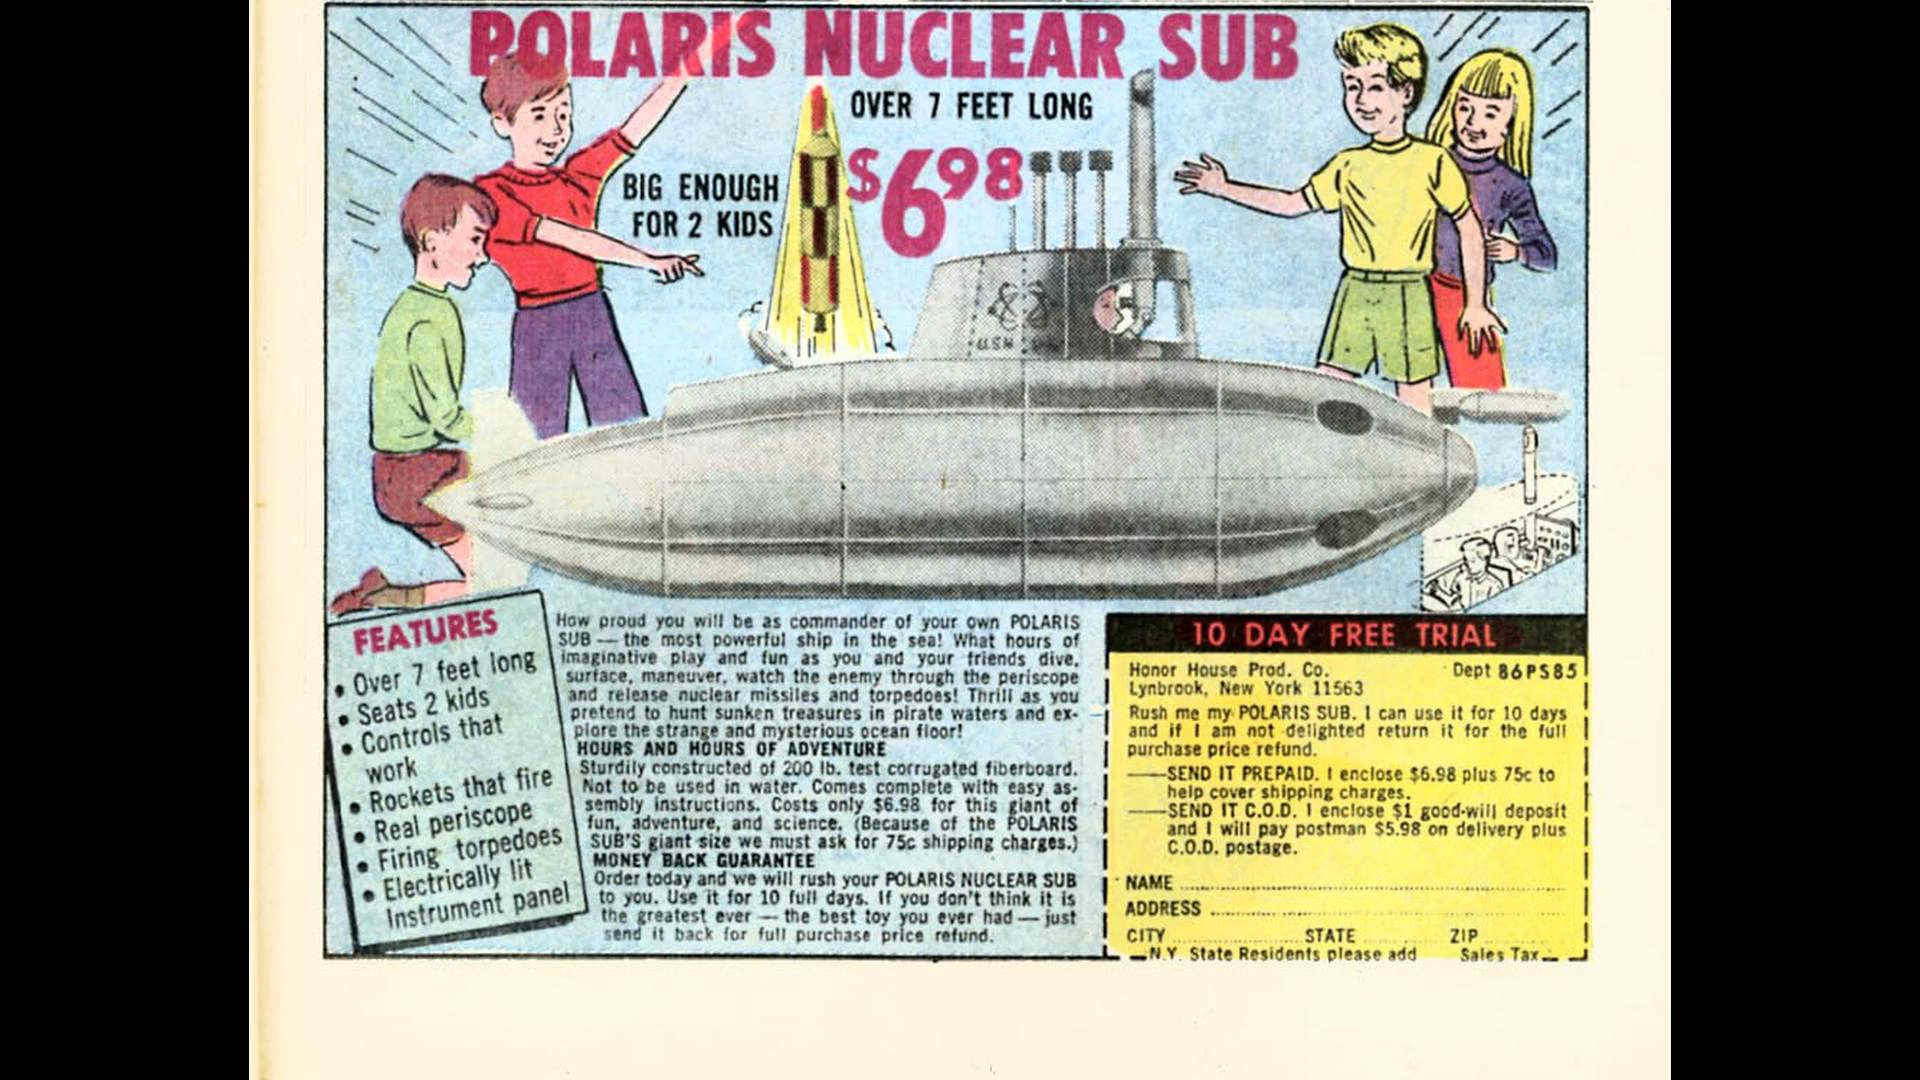 POLARIS NUCLEAR SUB
OVER 7 FEET LONG
$6.98
BIG ENOUGH
FOR 2 KIDS
USN
FEATURES
• Over 7 feet long
• Seats 2 kids
• Controls that
work
• Rockets that fire
• Real periscope
• Firing torpedoes
• Electrically lit
Instrument panel
How proud you will be as commander of your own POLARIS
SUB — the most powerful ship in the sea! What hours of
imaginative play and fun as you and your friends dive,
surface, maneuver, watch the enemy through the periscope
and release nuclear missiles and torpedoes! Thrill as you
pretend to hunt sunken treasures in pirate waters and ex-
plore the strange and mysterious ocean floor!
HOURS AND HOURS OF ADVENTURE
Sturdily constructed of 200 lb. test corrugated fiberboard.
Not to be used in water. Comes complete with easy as-
sembly instructions. Costs only $6.98 for this giant of
fun, adventure, and science. (Because of the POLARIS
SUB'S giant size we must ask for 75c shipping charges.)
MONEY BACK GUARANTEE
Order today and we will rush your POLARIS NUCLEAR SUB
to you. Use it for 10 full days. If you don't think it is
the greatest ever — the best toy you ever had — just
send it back for full purchase price refund.
10 DAY FREE TRIAL
Honor House Prod. Co. Dept 86PS85
Lynbrook, New York 11563
Rush me my POLARIS SUB. I can use it for 10 days
and if I am not delighted return it for the full
purchase price refund.
—SEND IT PREPAID. I enclose $6.98 plus 75c to
help cover shipping charges.
—SEND IT C.O.D. I enclose $1 good-will deposit
and I will pay postman $5.98 on delivery plus
C.O.D. postage.
NAME
ADDRESS
CITY STATE ZIP
N.Y. State Residents please add Sales Tax